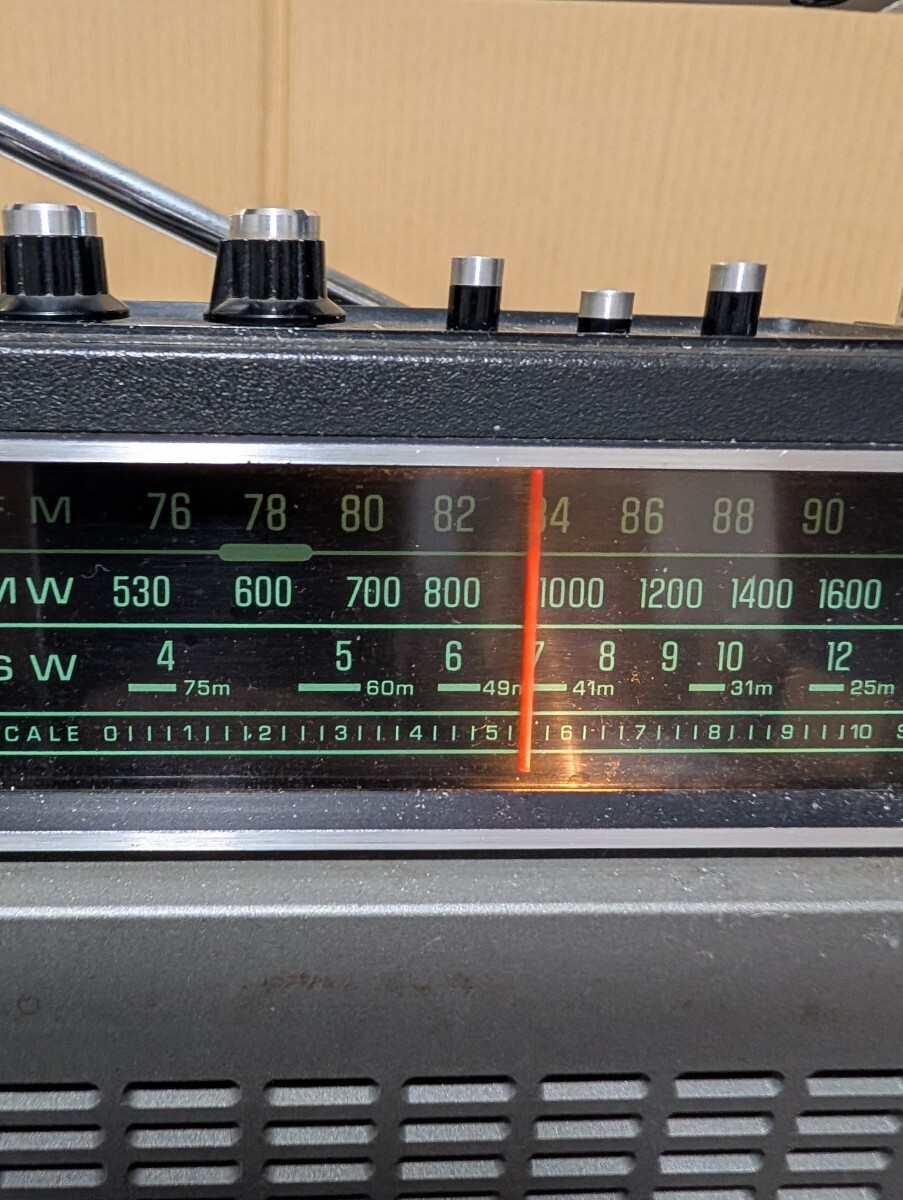 FM 76 78 80 82 84 86 88 90
MW 530 600 700 800 1000 1200 1400 1600
SW 4 5 6 7 8 9 10 12
75m 60m 49m 41m 31m 25m
SCALE 0 1 2 3 4 5 6 7 8 9 10